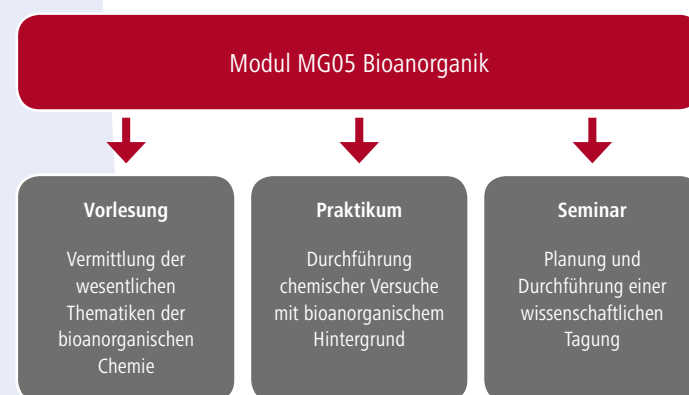 Modul MG05 Bioanorganik
Vorlesung
Vermittlung der
wesentlichen
Thematiken der
bioanorganischen
Chemie
Praktikum
Durchführung
chemischer Versuche
mit bioanorganischem
Hintergrund
Seminar
Planung und
Durchführung einer
wissenschaftlichen
Tagung